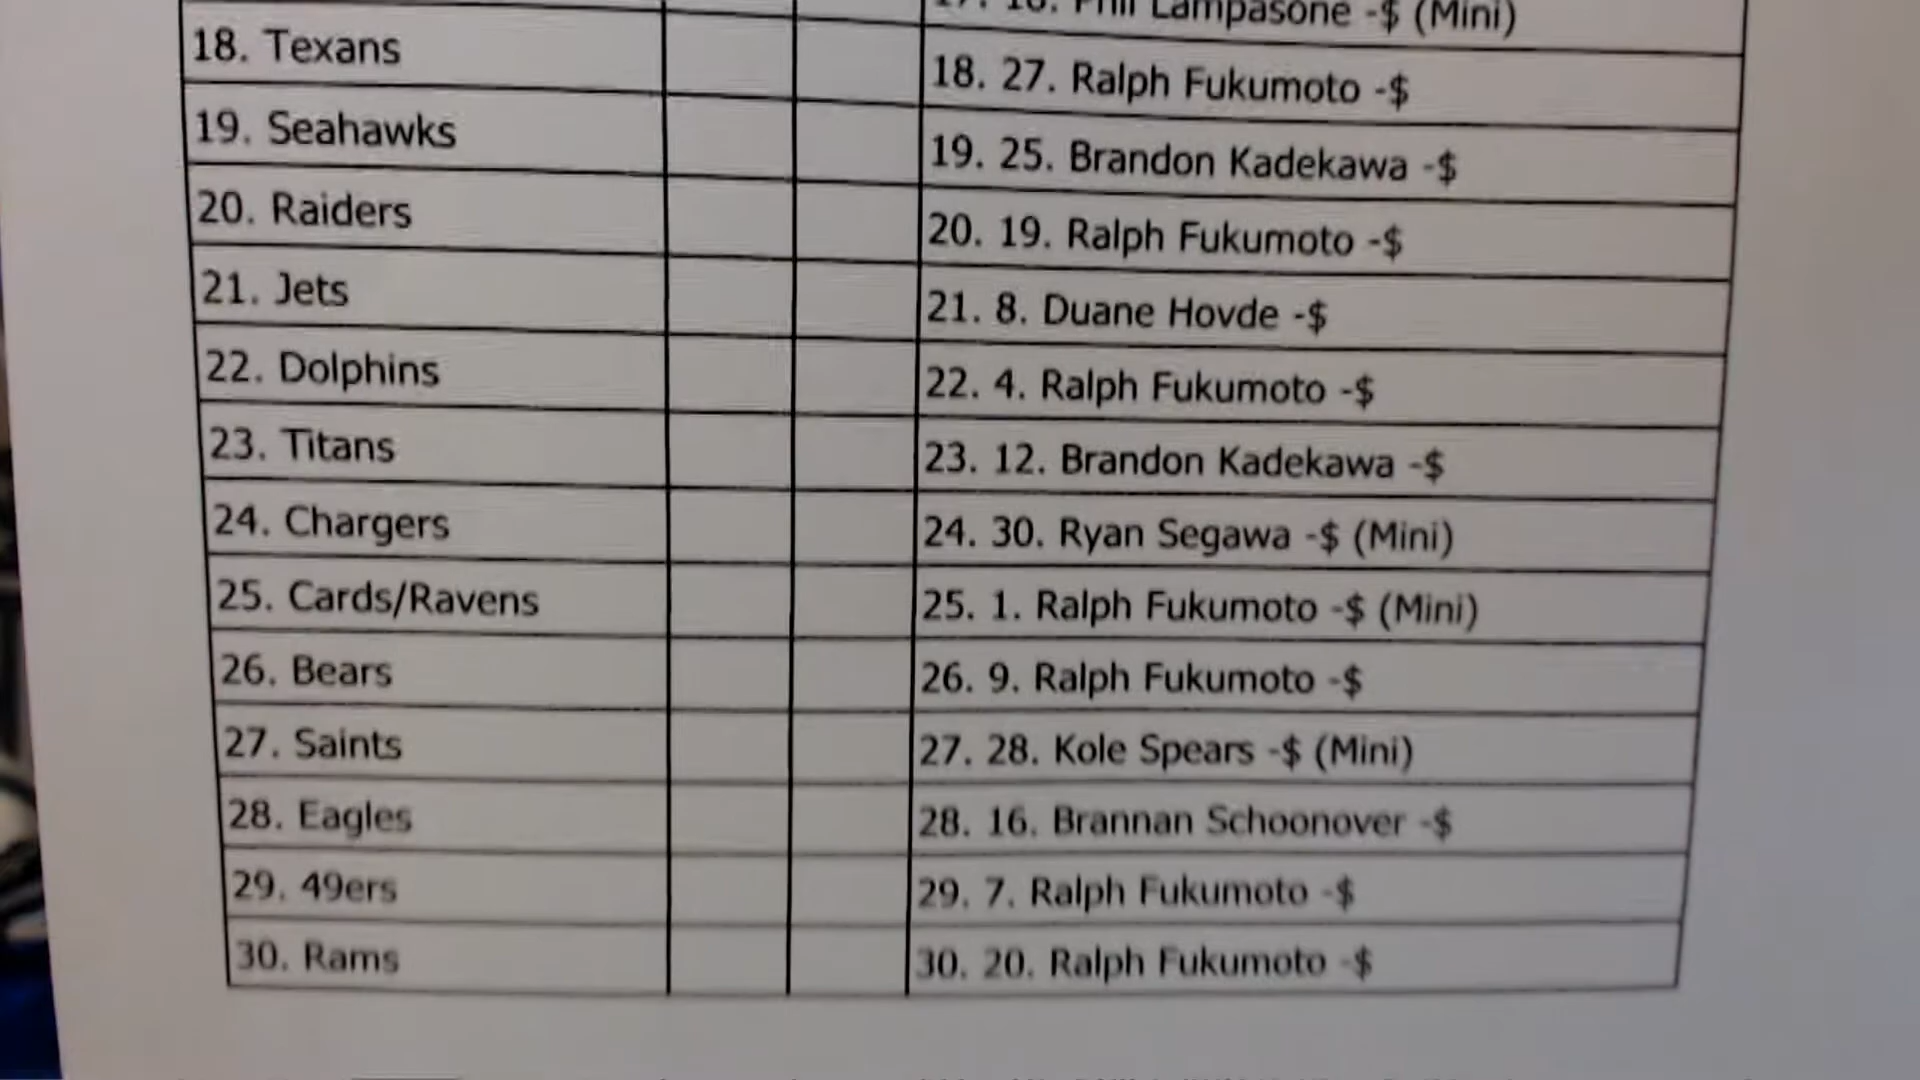 Phil Lampasone -$ (Mini)
18. Texans
18. 27. Ralph Fukumoto -$
19. Seahawks
19. 25. Brandon Kadekawa -$
20. Raiders
20. 19. Ralph Fukumoto -$
21. Jets
21. 8. Duane Hovde -$
22. Dolphins
22. 4. Ralph Fukumoto -$
23. Titans
23. 12. Brandon Kadekawa -$
24. Chargers
24. 30. Ryan Segawa -$ (Mini)
25. Cards/Ravens
25. 1. Ralph Fukumoto -$ (Mini)
26. Bears
26. 9. Ralph Fukumoto -$
27. Saints
27. 28. Kole Spears -$ (Mini)
28. Eagles
28. 16. Brannan Schoonover -$
29. 49ers
29. 7. Ralph Fukumoto -$
30. Rams
30. 20. Ralph Fukumoto -$